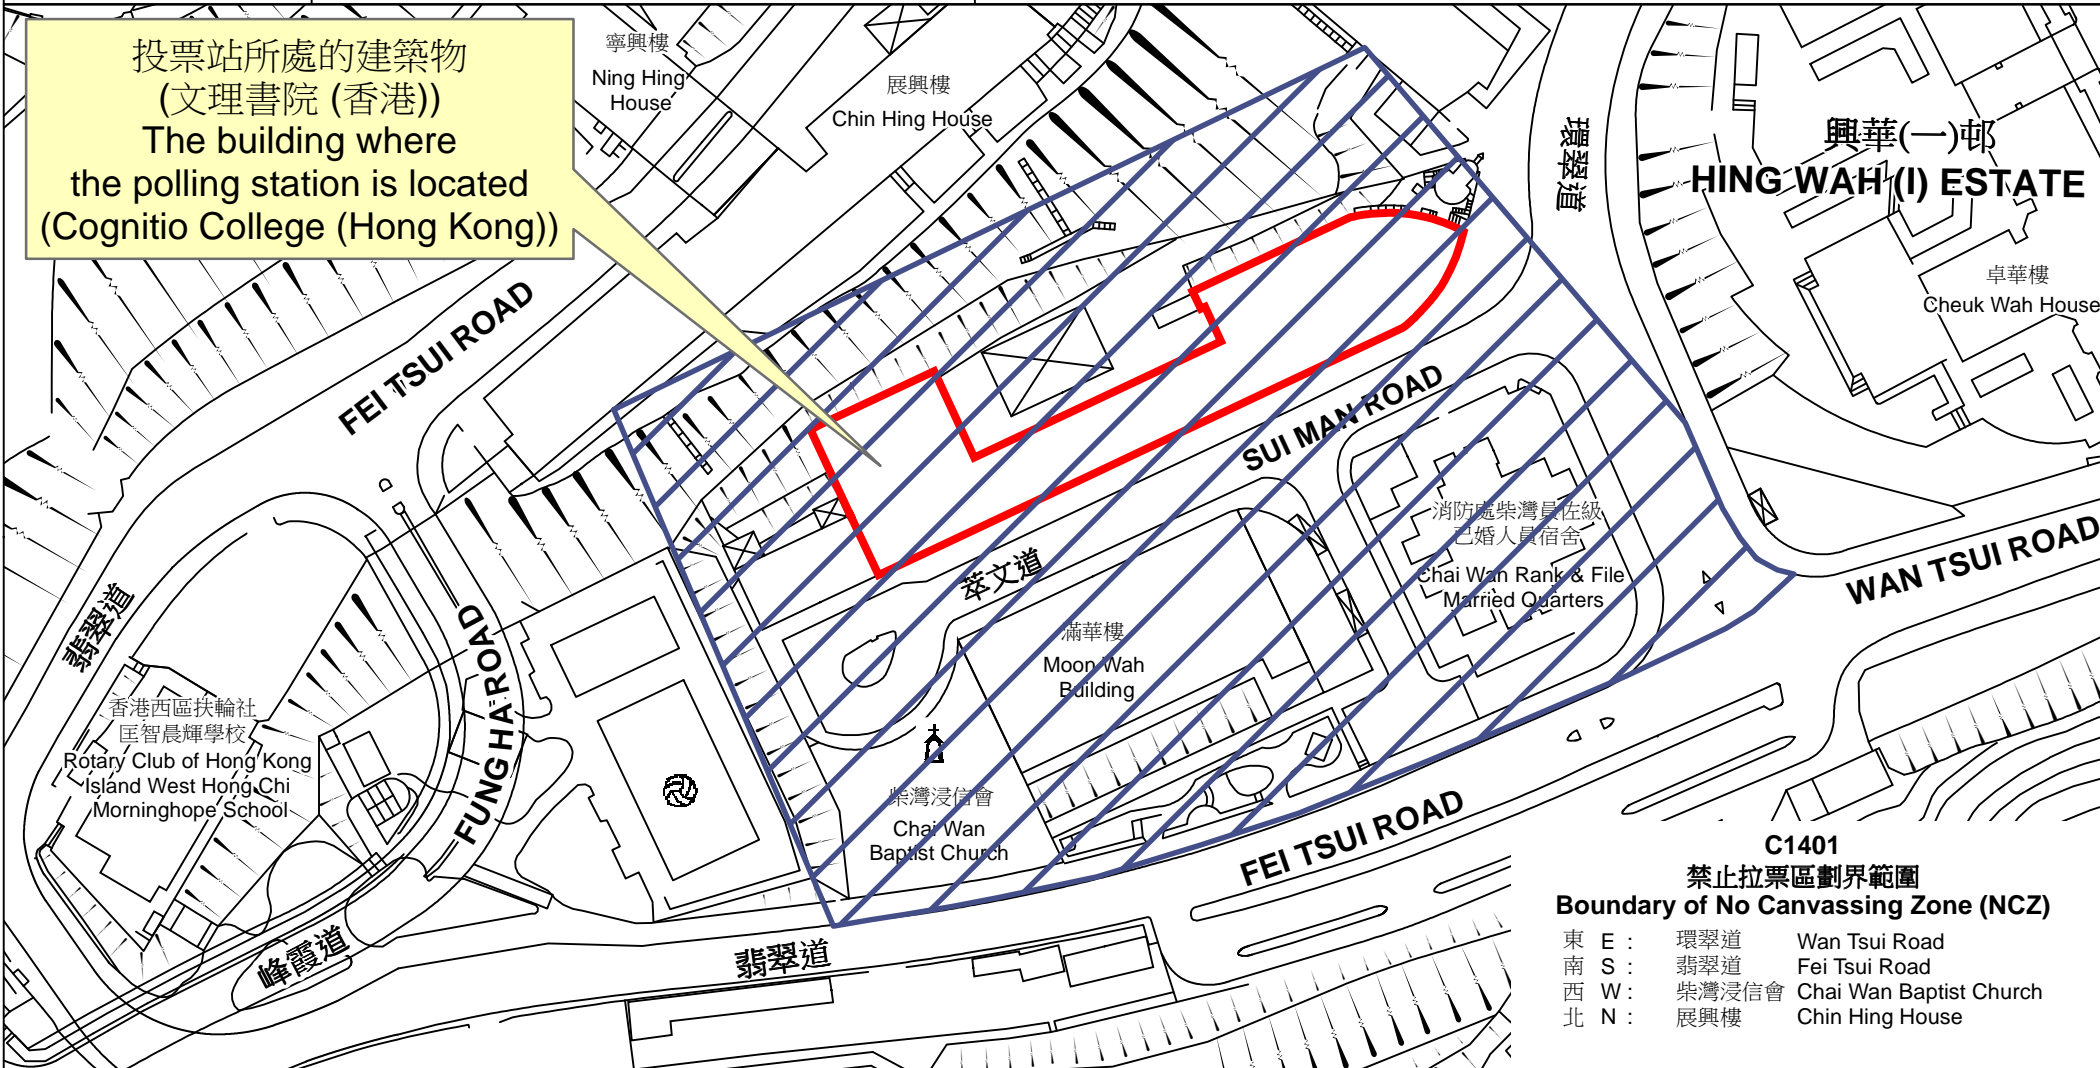 投票站所處的建築物
(文理書院 (香港))
The building where
the polling station is located
(Cognitio College (Hong Kong))
寧興樓
Ning Hing
House
展興樓
Chin Hing House
環翠道
興華(一)邨
HING WAH (I) ESTATE
卓華樓
Cheuk Wah House
FEI TSUI ROAD
SUI MAN ROAD
萃文道
消防處柴灣員佐級
已婚人員宿舍
Chai Wan Rank & File
Married Quarters
WAN TSUI ROAD
翡翠道
FUNG HA ROAD
滿華樓
Moon Wah
Building
香港西區扶輪社
匡智晨輝學校
Rotary Club of Hong Kong
Island West Hong Chi
Morninghope School
柴灣浸信會
Chai Wan
Baptist Church
FEI TSUI ROAD
峰霞道
翡翠道
C1401
禁止拉票區劃界範圍
Boundary of No Canvassing Zone (NCZ)
東 E : 環翠道 Wan Tsui Road
南 S : 翡翠道 Fei Tsui Road
西 W : 柴灣浸信會 Chai Wan Baptist Church
北 N : 展興樓 Chin Hing House